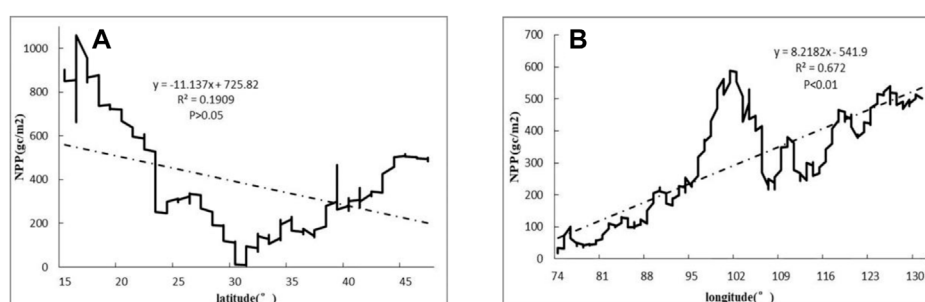 A
1000
800
600
400
200
0
NPP(gc/m2)
y = -11.137x + 725.82
R² = 0.1909
P>0.05
15 20 25 30 35 40 45
latitude(°)
B
700
600
500
400
300
200
100
0
NPP(gc/m2)
y = 8.2182x - 541.9
R² = 0.672
P<0.01
74 81 88 95 102 109 116 123 130
longitude(°)